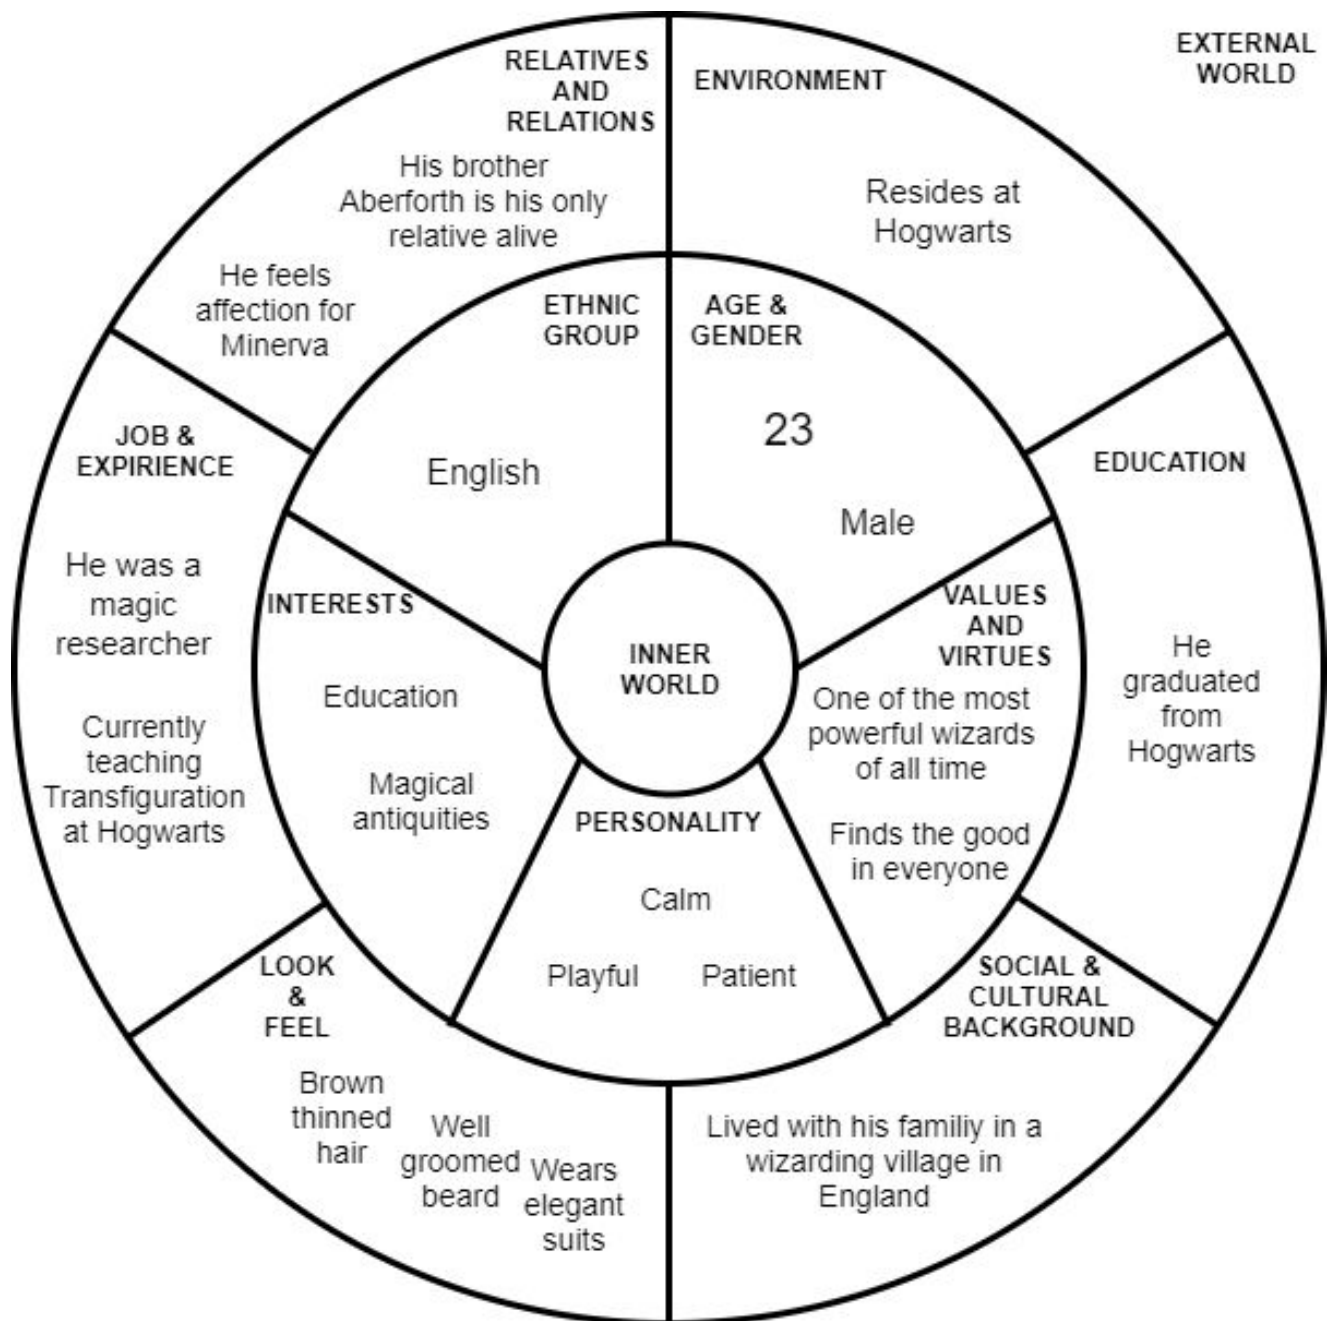 EXTERNAL
WORLD
RELATIVES
AND
RELATIONS
His brother
Aberforth is his only
relative alive
He feels
affection for
Minerva
ENVIRONMENT
Resides at
Hogwarts
ETHNIC
GROUP
English
AGE &
GENDER
23
Male
JOB &
EXPIRIENCE
He was a
magic
researcher
Currently
teaching
Transfiguration
at Hogwarts
INTERESTS
Education
Magical
antiquities
INNER
WORLD
VALUES
AND
VIRTUES
One of the most
powerful wizards
of all time
Finds the good
in everyone
EDUCATION
He
graduated
from
Hogwarts
PERSONALITY
Calm
Playful
Patient
LOOK
&
FEEL
Brown
thinned
hair
Well
groomed
beard
Wears
elegant
suits
SOCIAL &
CULTURAL
BACKGROUND
Lived with his familiy in a
wizarding village in
England